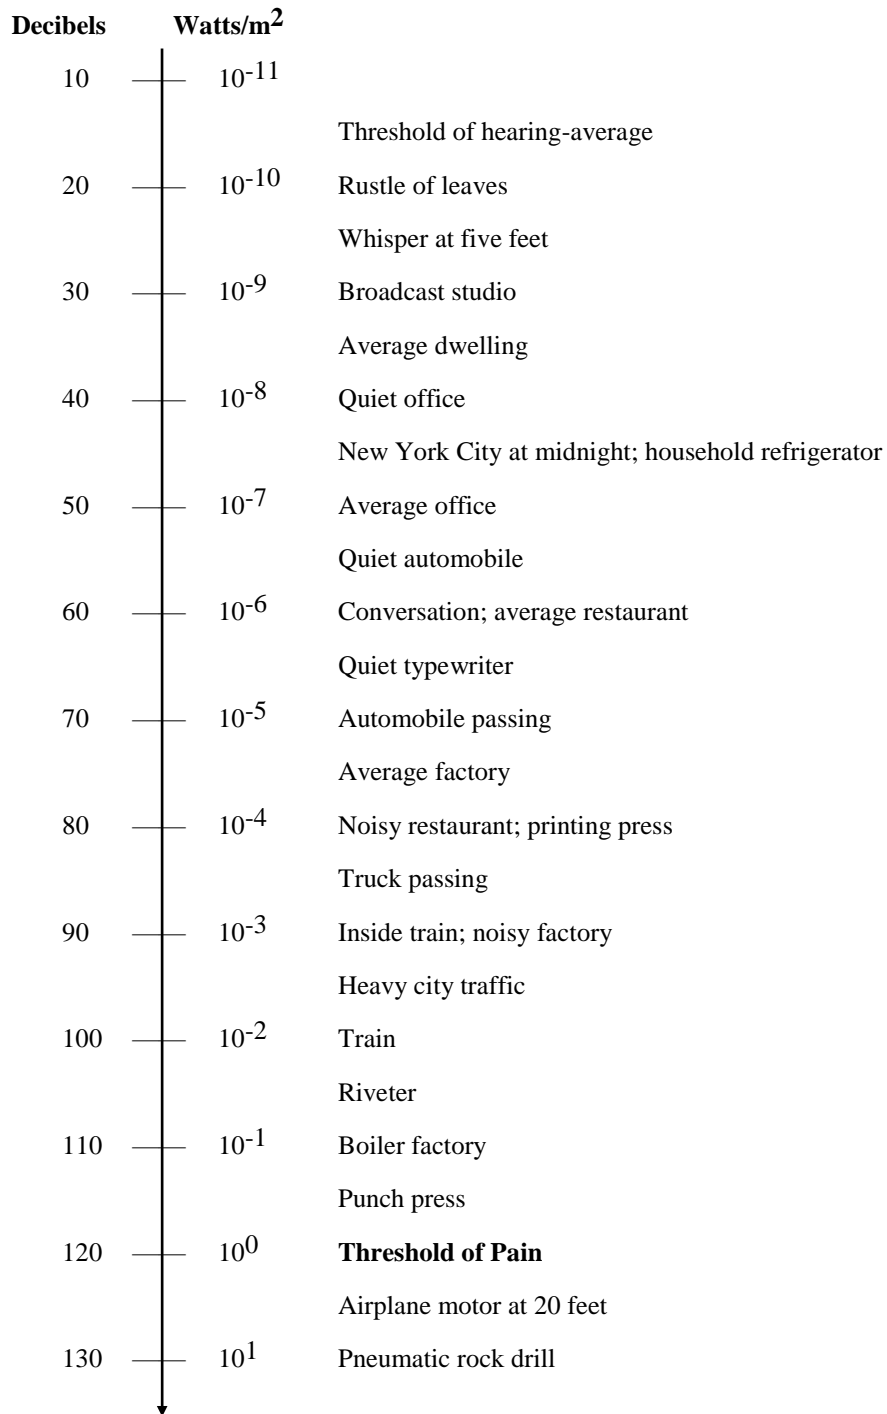 Decibels Watts/m²
10 10⁻¹¹
Threshold of hearing-average
20 10⁻¹⁰ Rustle of leaves
Whisper at five feet
30 10⁻⁹ Broadcast studio
Average dwelling
40 10⁻⁸ Quiet office
New York City at midnight; household refrigerator
50 10⁻⁷ Average office
Quiet automobile
60 10⁻⁶ Conversation; average restaurant
Quiet typewriter
70 10⁻⁵ Automobile passing
Average factory
80 10⁻⁴ Noisy restaurant; printing press
Truck passing
90 10⁻³ Inside train; noisy factory
Heavy city traffic
100 10⁻² Train
Riveter
110 10⁻¹ Boiler factory
Punch press
120 10⁰ Threshold of Pain
Airplane motor at 20 feet
130 10¹ Pneumatic rock drill